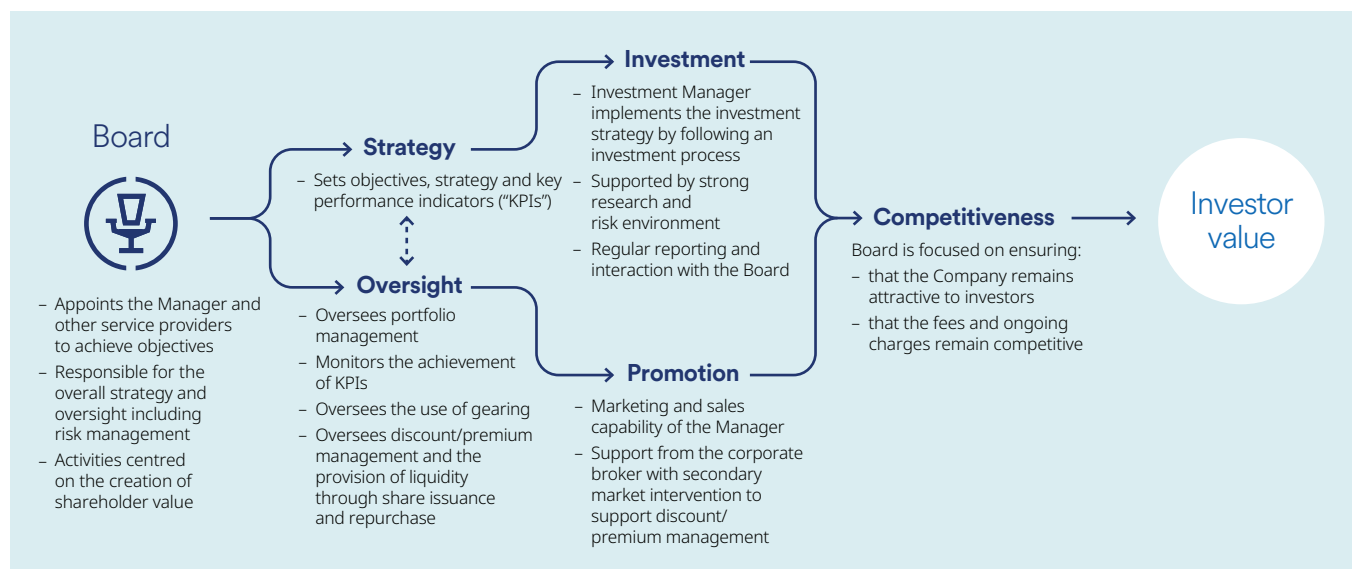 Board
– Appoints the Manager and
other service providers
to achieve objectives
– Responsible for the
overall strategy and
oversight including
risk management
– Activities centred
on the creation of
shareholder value
Strategy
– Sets objectives, strategy and key
performance indicators (“KPIs”)
Oversight
– Oversees portfolio
management
– Monitors the achievement
of KPIs
– Oversees the use of gearing
– Oversees discount/premium
management and the
provision of liquidity
through share issuance
and repurchase
Investment
– Investment Manager
implements the investment
strategy by following an
investment process
– Supported by strong
research and
risk environment
– Regular reporting and
interaction with the Board
Promotion
– Marketing and sales
capability of the Manager
– Support from the corporate
broker with secondary
market intervention to
support discount/
premium management
Competitiveness
Board is focused on ensuring:
– that the Company remains
attractive to investors
– that the fees and ongoing
charges remain competitive
Investor
value